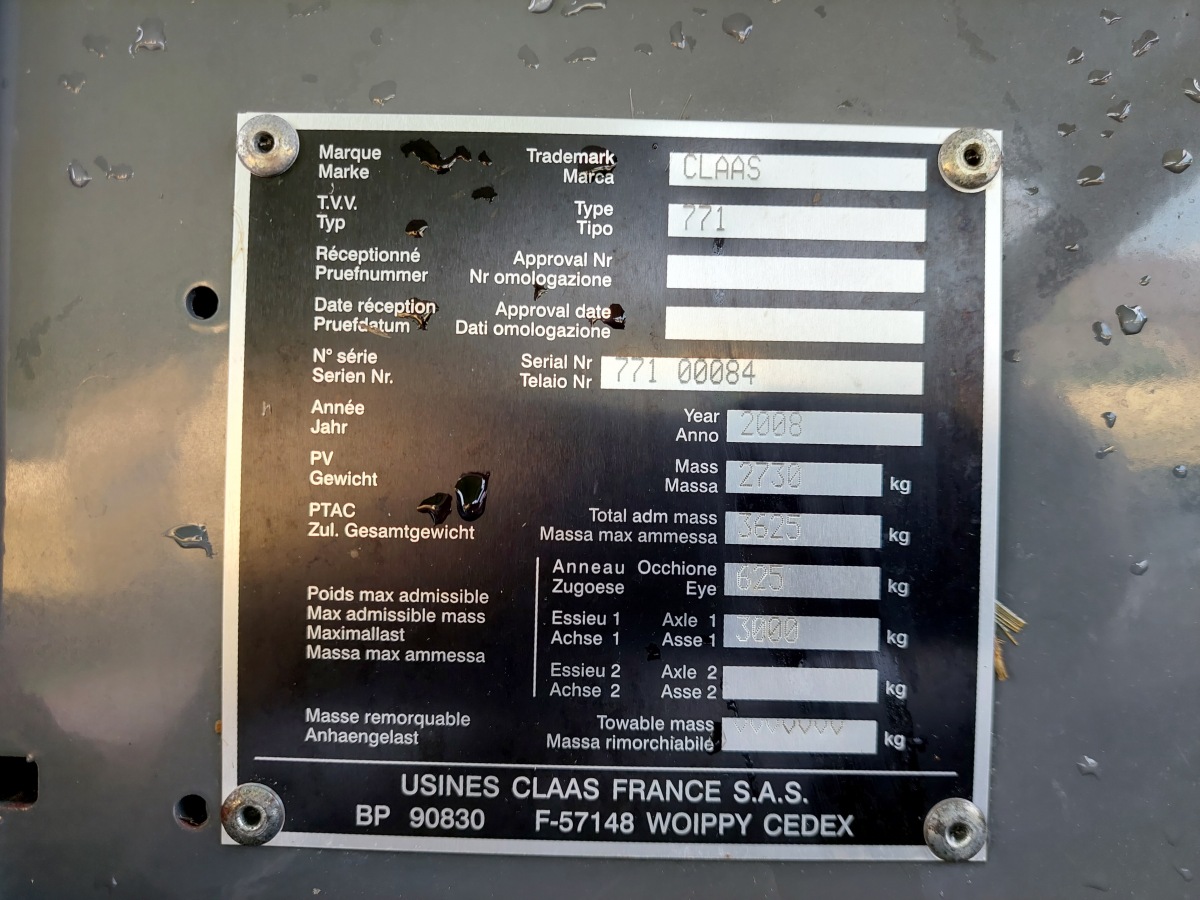 Marque Trademark CLAAS
Marke Marca
T.V.V. Type 771
Typ Tipo
Réceptionné Approval Nr
Pruefnummer Nr omologazione
Date réception Approval date
Pruefdatum Dati omologazione
N° série Serial Nr 771 00084
Serien Nr. Telaio Nr
Année Year 2008
Jahr Anno
PV Mass 2730 kg
Gewicht Massa
PTAC Total adm mass 3625 kg
Zul. Gesamtgewicht Massa max ammessa
Poids max admissible
Max admissible mass
Maximallast
Massa max ammessa
Anneau Occhione 625 kg
Zugoese Eye
Essieu 1 Axle 1 3000 kg
Achse 1 Asse 1
Essieu 2 Axle 2 kg
Achse 2 Asse 2
Masse remorquable Towable mass kg
Anhaengelast Massa rimorchiabile
USINES CLAAS FRANCE S.A.S.
BP 90830 F-57148 WOIPPY CEDEX